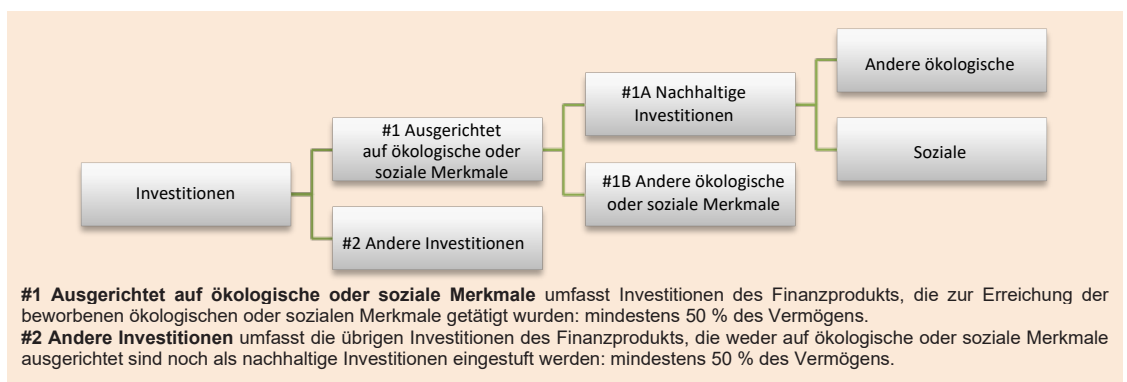 Andere ökologische
#1A Nachhaltige
Investitionen
#1 Ausgerichtet
auf ökologische oder
soziale Merkmale
Soziale
Investitionen
#1B Andere ökologische
oder soziale Merkmale
#2 Andere Investitionen
#1 Ausgerichtet auf ökologische oder soziale Merkmale umfasst Investitionen des Finanzprodukts, die zur Erreichung der
beworbenen ökologischen oder sozialen Merkmale getätigt wurden: mindestens 50 % des Vermögens.
#2 Andere Investitionen umfasst die übrigen Investitionen des Finanzprodukts, die weder auf ökologische oder soziale Merkmale
ausgerichtet sind noch als nachhaltige Investitionen eingestuft werden: mindestens 50 % des Vermögens.